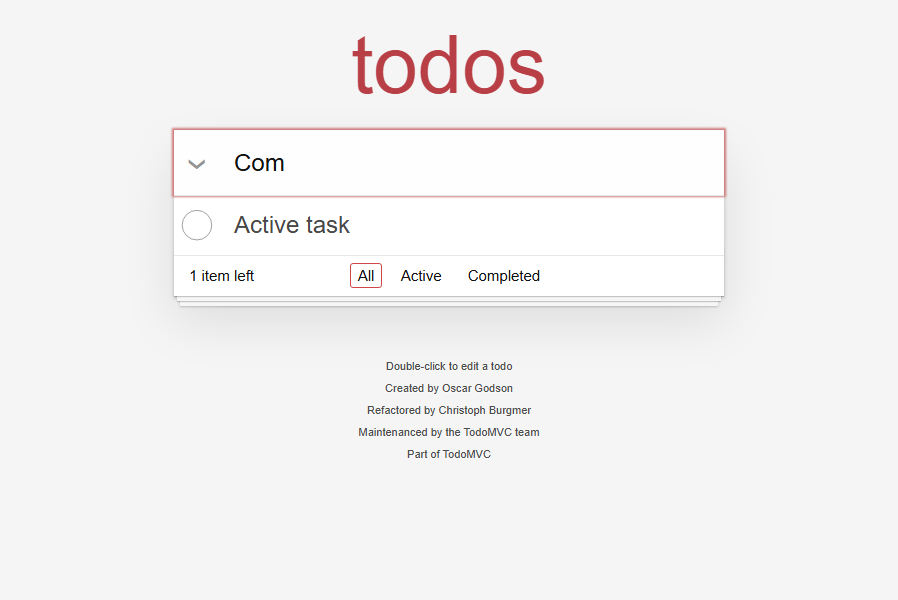 todos
Com
Active task
1 item left All Active Completed
Double-click to edit a todo
Created by Oscar Godson
Refactored by Christoph Burgmer
Maintenanced by the TodoMVC team
Part of TodoMVC